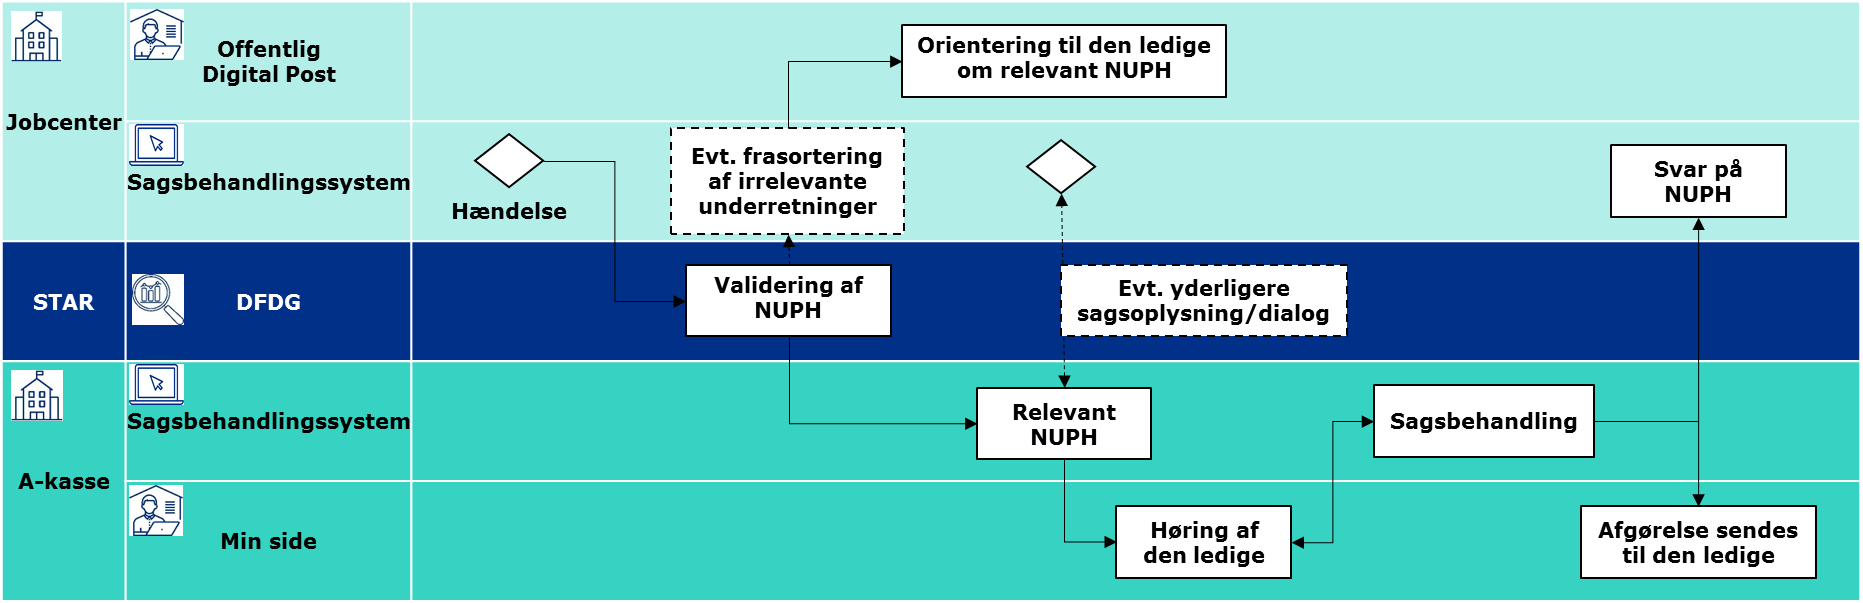 Jobcenter
Offentlig
Digital Post
Orientering til den ledige
om relevant NUPH
Sagsbehandlingssystem
Hændelse
Evt. frasortering
af irrelevante
underretninger
Svar på
NUPH
STAR
DFDG
Validering af
NUPH
Evt. yderligere
sagsoplysning/dialog
A-kasse
Sagsbehandlingssystem
Relevant
NUPH
Sagsbehandling
Min side
Høring af
den ledige
Afgørelse sendes
til den ledige